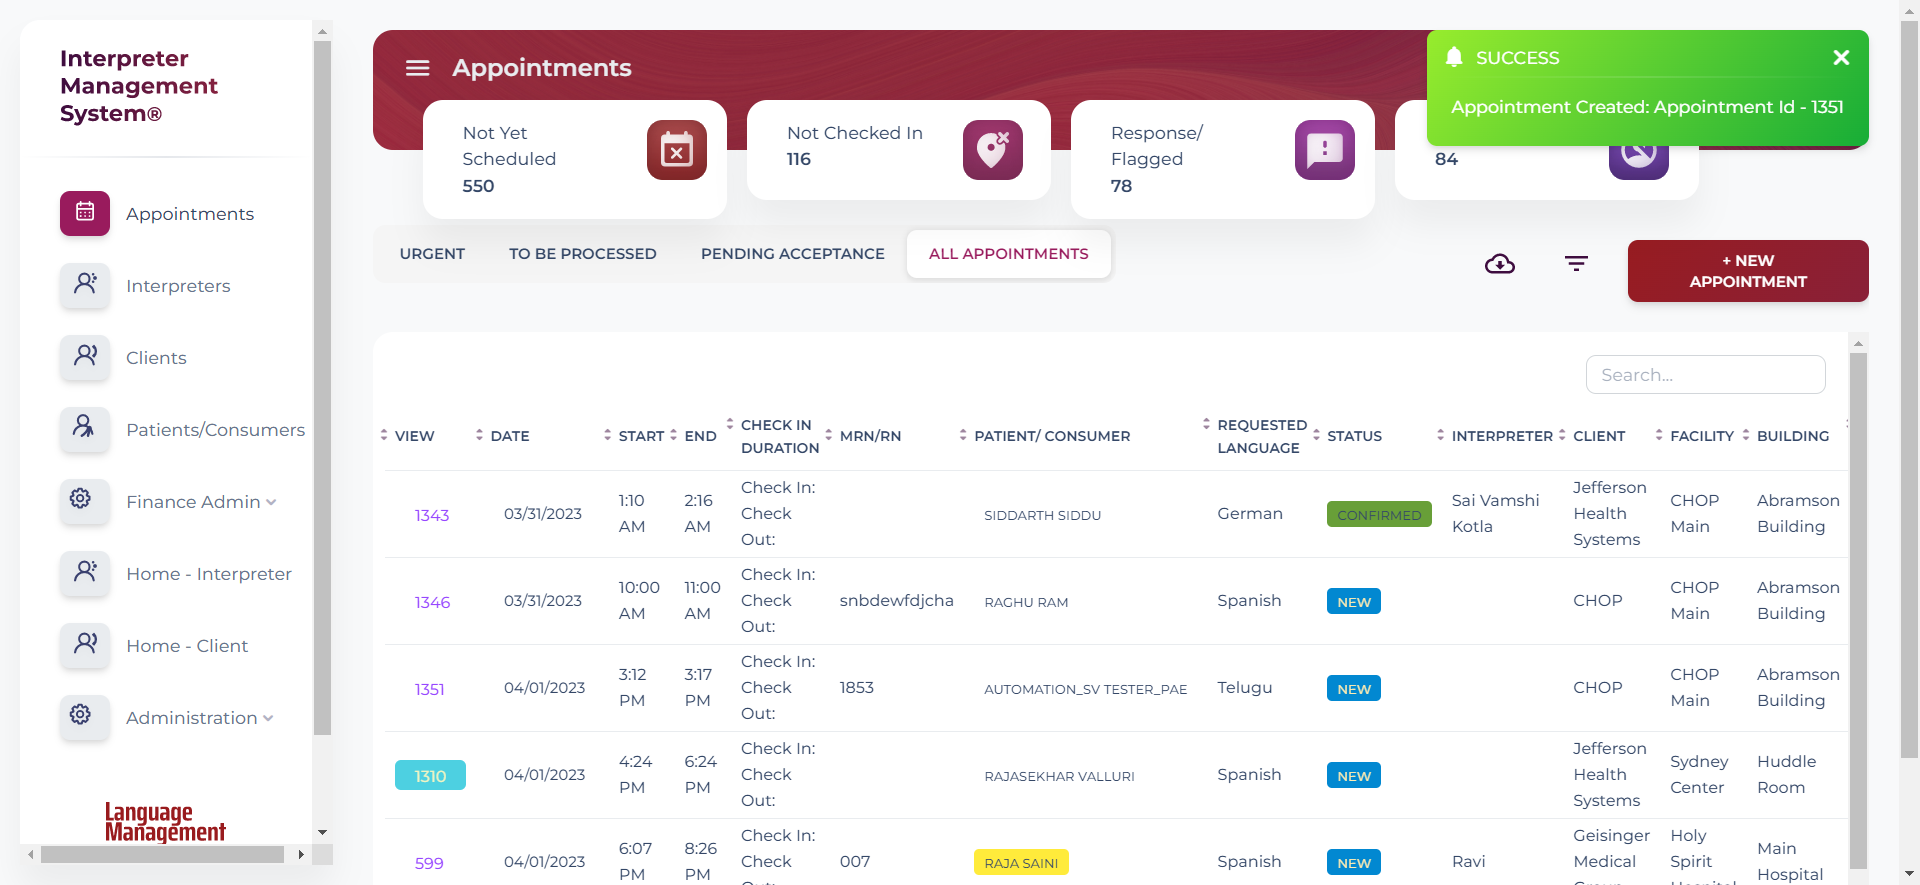 Interpreter
Management
System®
Appointments
Interpreters
Clients
Patients/Consumers
Finance Admin
Home - Interpreter
Home - Client
Administration
Language
Management
Appointments
Not Yet
Scheduled
550
Not Checked In
116
Response/
Flagged
78
84
SUCCESS
Appointment Created: Appointment Id - 1351
URGENT
TO BE PROCESSED
PENDING ACCEPTANCE
ALL APPOINTMENTS
+ NEW
APPOINTMENT
Search...
VIEW
DATE
START
END
CHECK IN
DURATION
MRN/RN
PATIENT/ CONSUMER
REQUESTED
LANGUAGE
STATUS
INTERPRETER
CLIENT
FACILITY
BUILDING
1343
03/31/2023
1:10
AM
2:16
AM
Check In:
Check
Out:
SIDDARTH SIDDU
German
CONFIRMED
Sai Vamshi
Kotla
Jefferson
Health
Systems
CHOP
Main
Abramson
Building
1346
03/31/2023
10:00
AM
11:00
AM
Check In:
Check
Out:
snbdewfdjcha
RAGHU RAM
Spanish
NEW
CHOP
CHOP
Main
Abramson
Building
1351
04/01/2023
3:12
PM
3:17
PM
Check In:
Check
Out:
1853
AUTOMATION_SV TESTER_PAE
Telugu
NEW
CHOP
CHOP
Main
Abramson
Building
1310
04/01/2023
4:24
PM
6:24
PM
Check In:
Check
Out:
RAJASEKHAR VALLURI
Spanish
NEW
Jefferson
Health
Systems
Sydney
Center
Huddle
Room
599
04/01/2023
6:07
PM
8:26
PM
Check In:
Check
007
RAJA SAINI
Spanish
NEW
Ravi
Geisinger
Medical
Holy
Spirit
Main
Hospital